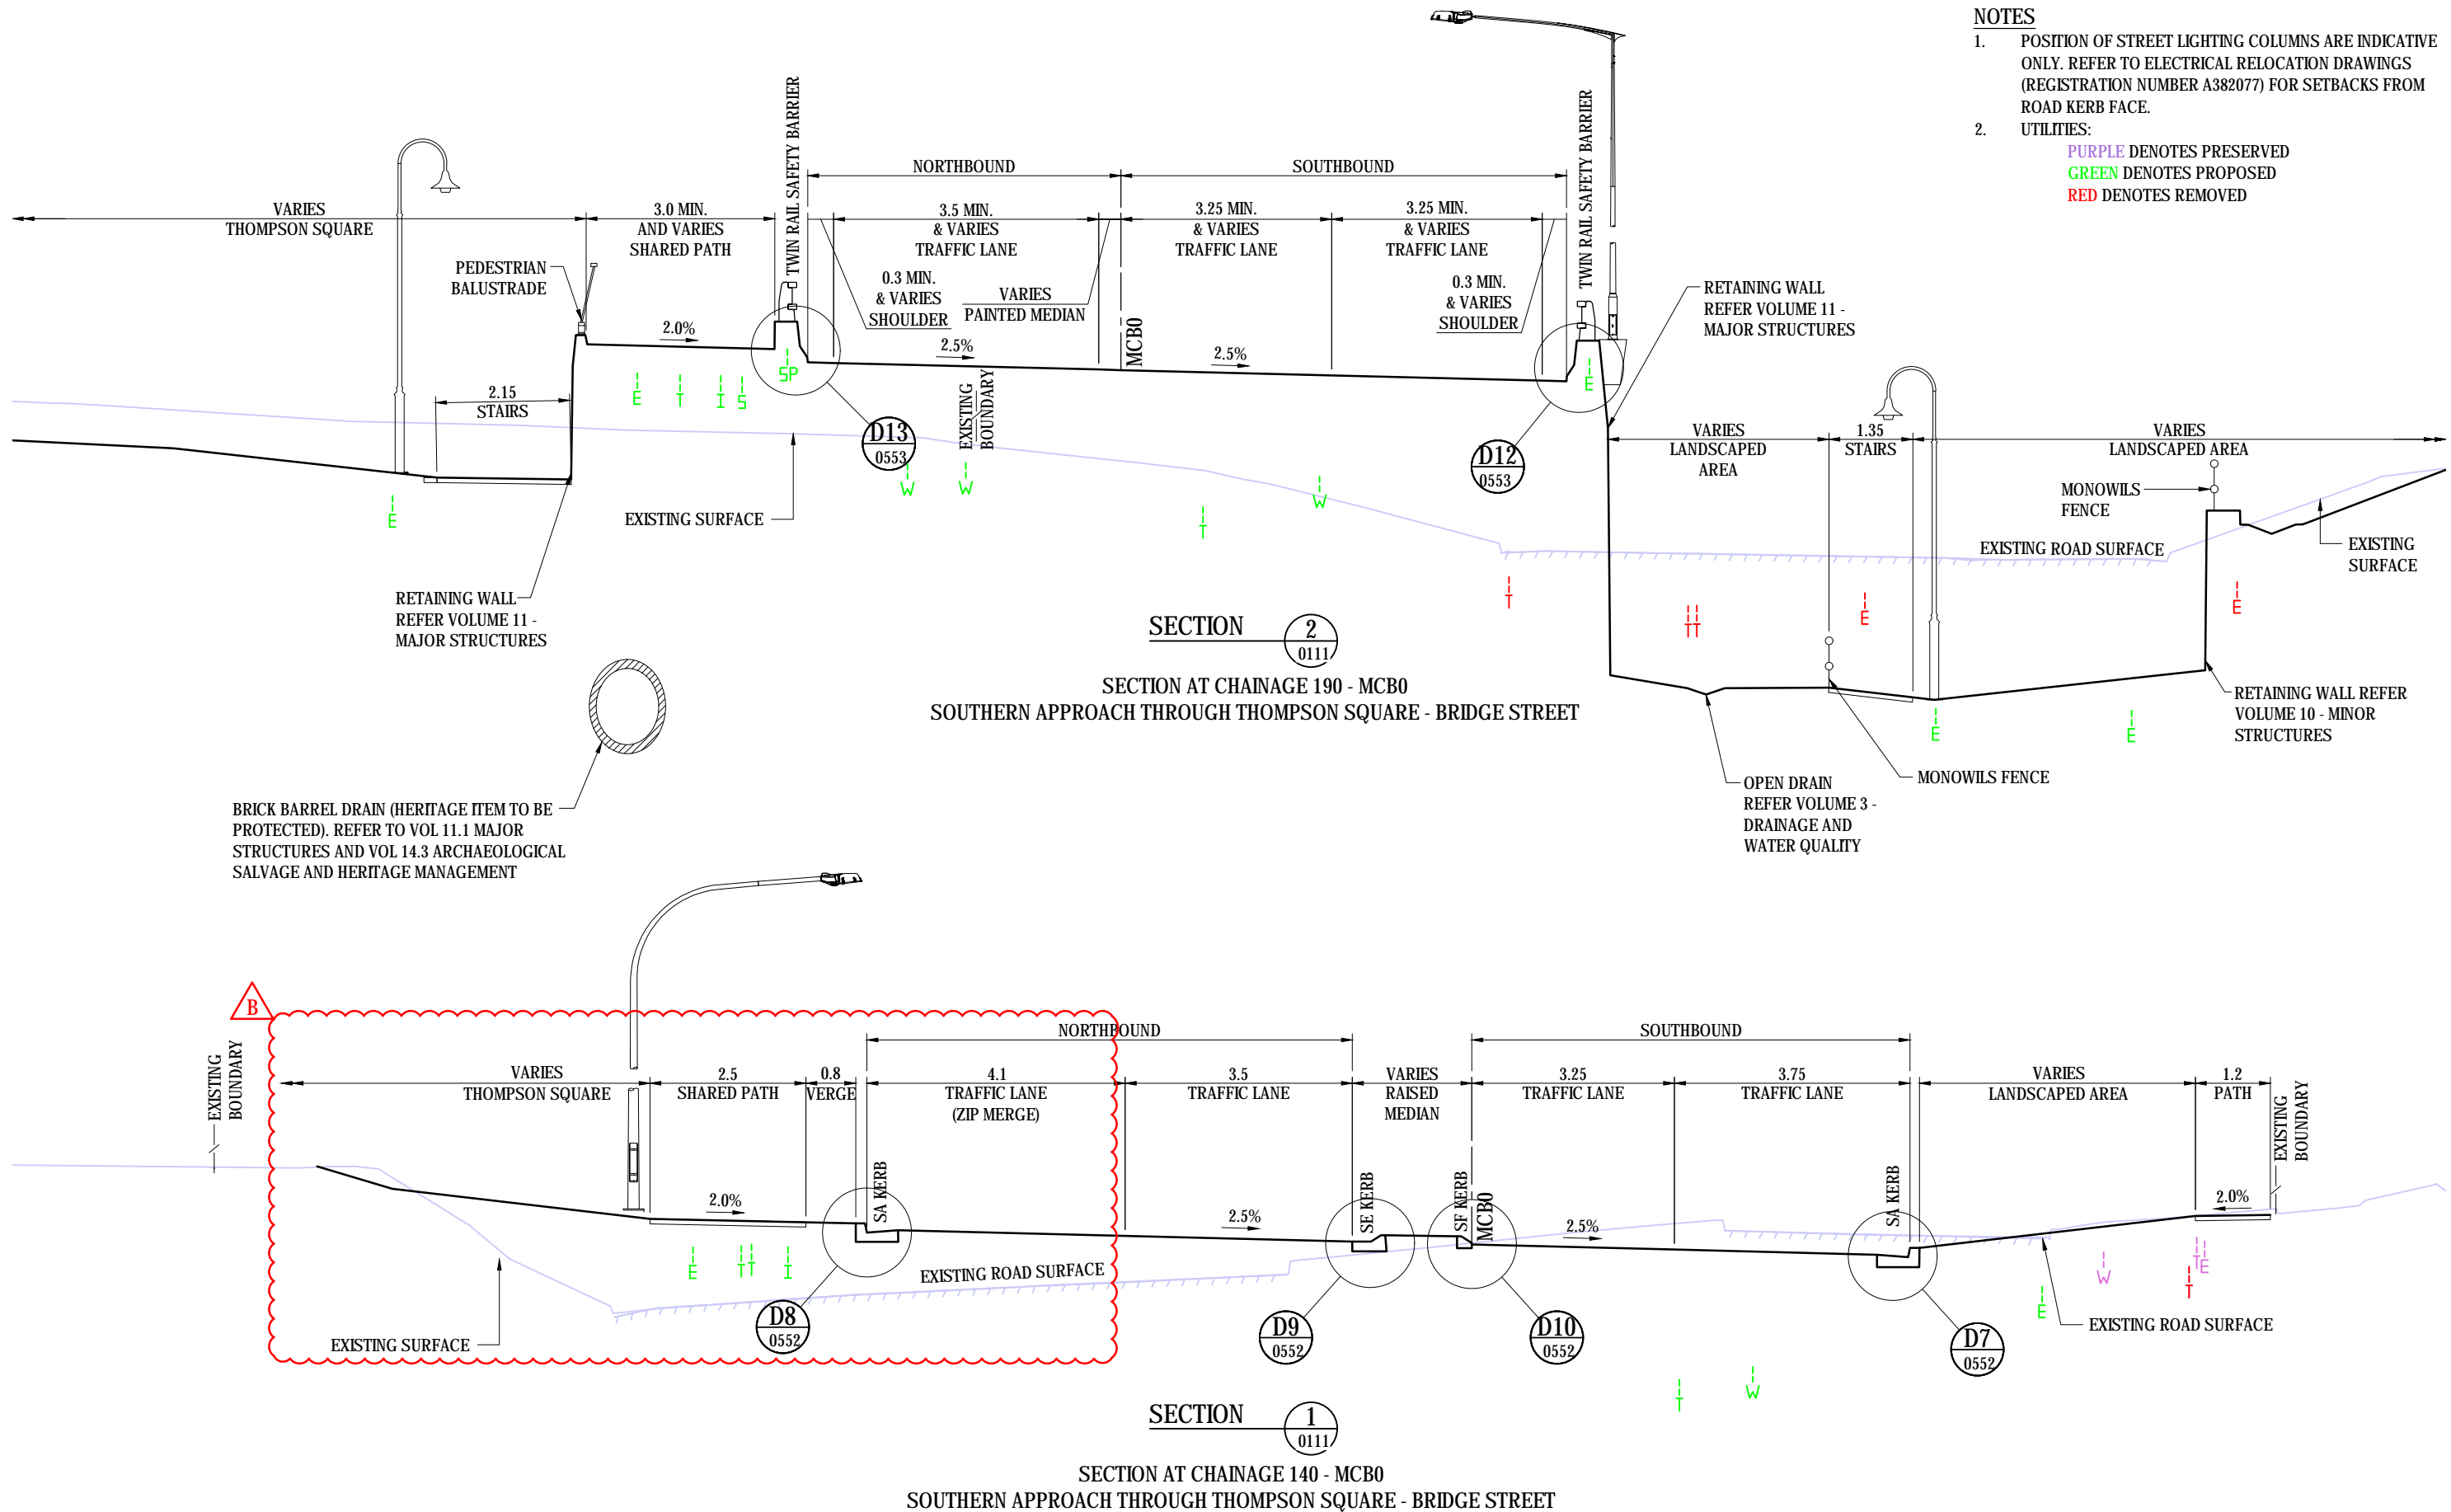 NOTES
1. POSITION OF STREET LIGHTING COLUMNS ARE INDICATIVE
ONLY. REFER TO ELECTRICAL RELOCATION DRAWINGS
(REGISTRATION NUMBER A382077) FOR SETBACKS FROM
ROAD KERB FACE.
2. UTILITIES:
PURPLE DENOTES PRESERVED
GREEN DENOTES PROPOSED
RED DENOTES REMOVED
VARIES
THOMPSON SQUARE
3.0 MIN.
AND VARIES
SHARED PATH
TWIN RAIL SAFETY BARRIER
NORTHBOUND
SOUTHBOUND
3.5 MIN.
& VARIES
TRAFFIC LANE
3.25 MIN.
& VARIES
TRAFFIC LANE
3.25 MIN.
& VARIES
TRAFFIC LANE
TWIN RAIL SAFETY BARRIER
PEDESTRIAN
BALUSTRADE
0.3 MIN.
& VARIES
SHOULDER
VARIES
PAINTED MEDIAN
MCB0
0.3 MIN.
& VARIES
SHOULDER
RETAINING WALL
REFER VOLUME 11 -
MAJOR STRUCTURES
2.0%
2.5%
2.5%
2.15
STAIRS
E
T
I
S
SP
E
EXISTING
BOUNDARY
D13
0553
D12
0553
VARIES
LANDSCAPED
AREA
1.35
STAIRS
VARIES
LANDSCAPED AREA
MONOWILS
FENCE
E
W
W
T
W
EXISTING SURFACE
EXISTING ROAD SURFACE
EXISTING
SURFACE
T
TT
E
E
RETAINING WALL
REFER VOLUME 11 -
MAJOR STRUCTURES
SECTION 2
0111
SECTION AT CHAINAGE 190 - MCB0
SOUTHERN APPROACH THROUGH THOMPSON SQUARE - BRIDGE STREET
E
E
RETAINING WALL REFER
VOLUME 10 - MINOR
STRUCTURES
MONOWILS FENCE
OPEN DRAIN
REFER VOLUME 3 -
DRAINAGE AND
WATER QUALITY
BRICK BARREL DRAIN (HERITAGE ITEM TO BE
PROTECTED). REFER TO VOL 11.1 MAJOR
STRUCTURES AND VOL 14.3 ARCHAEOLOGICAL
SALVAGE AND HERITAGE MANAGEMENT
B
EXISTING
BOUNDARY
NORTHBOUND
SOUTHBOUND
VARIES
THOMPSON SQUARE
2.5
SHARED PATH
0.8
VERGE
4.1
TRAFFIC LANE
(ZIP MERGE)
3.5
TRAFFIC LANE
VARIES
RAISED
MEDIAN
3.25
TRAFFIC LANE
3.75
TRAFFIC LANE
VARIES
LANDSCAPED AREA
1.2
PATH
EXISTING
BOUNDARY
SA KERB
SE KERB
SF KERB
MCB0
SA KERB
2.0%
2.5%
2.5%
2.0%
E
TT
I
EXISTING ROAD SURFACE
W
TE
T
E
EXISTING SURFACE
D8
0552
D9
0552
D10
0552
D7
0552
EXISTING ROAD SURFACE
T
W
SECTION 1
0111
SECTION AT CHAINAGE 140 - MCB0
SOUTHERN APPROACH THROUGH THOMPSON SQUARE - BRIDGE STREET